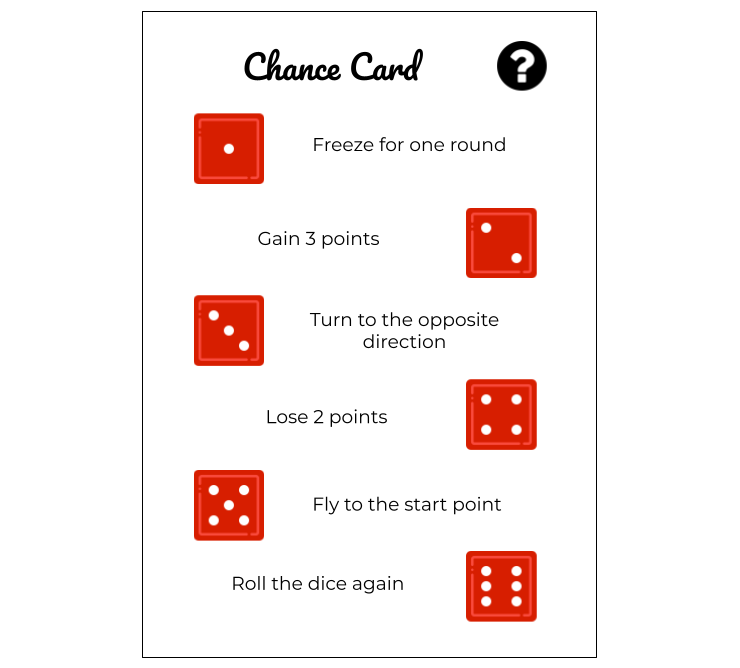 Chance Card
?
Freeze for one round
Gain 3 points
Turn to the opposite
direction
Lose 2 points
Fly to the start point
Roll the dice again